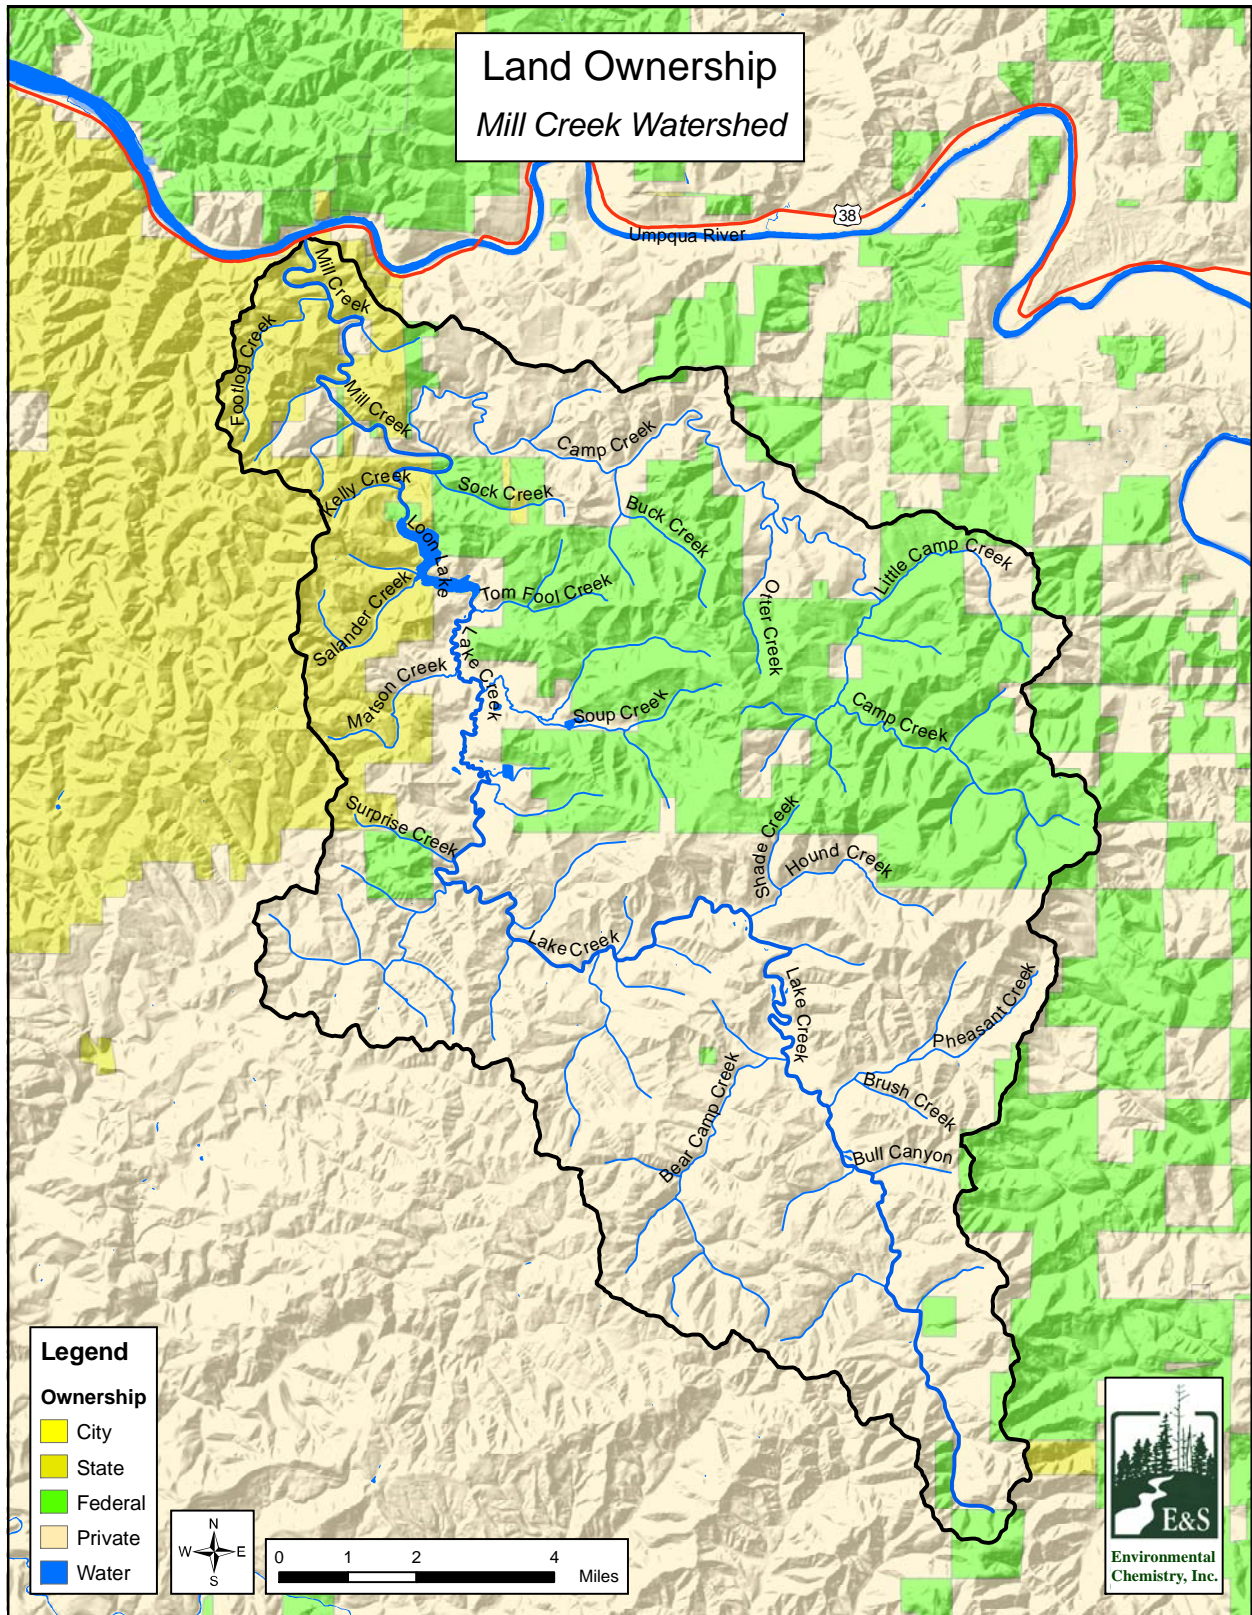 Land Ownership
Mill Creek Watershed
38
Umpqua River
Mill Creek
Footlog Creek
Mill Creek
Camp Creek
Kelly Creek
Sock Creek
Buck Creek
Loon Lake
Little Camp Creek
Tom Fool Creek
Otter Creek
Salander Creek
Lake Creek
Matson Creek
Soup Creek
Camp Creek
Surprise Creek
Shade Creek
Hound Creek
Lake Creek
Lake Creek
Pheasant Creek
Bear Camp Creek
Brush Creek
Bull Canyon
Legend
Ownership
City
State
Federal
Private
Water
N
W E
S
0 1 2 4
Miles
E&S
Environmental
Chemistry, Inc.